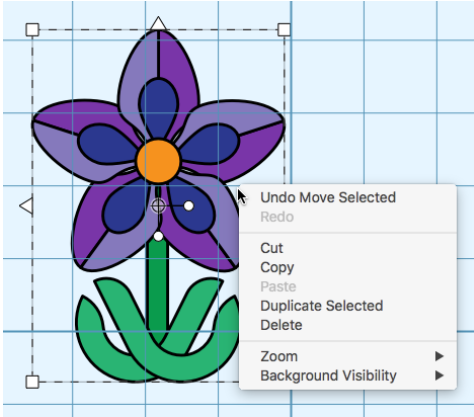 Undo Move Selected
Redo
Cut
Copy
Paste
Duplicate Selected
Delete
Zoom
Background Visibility